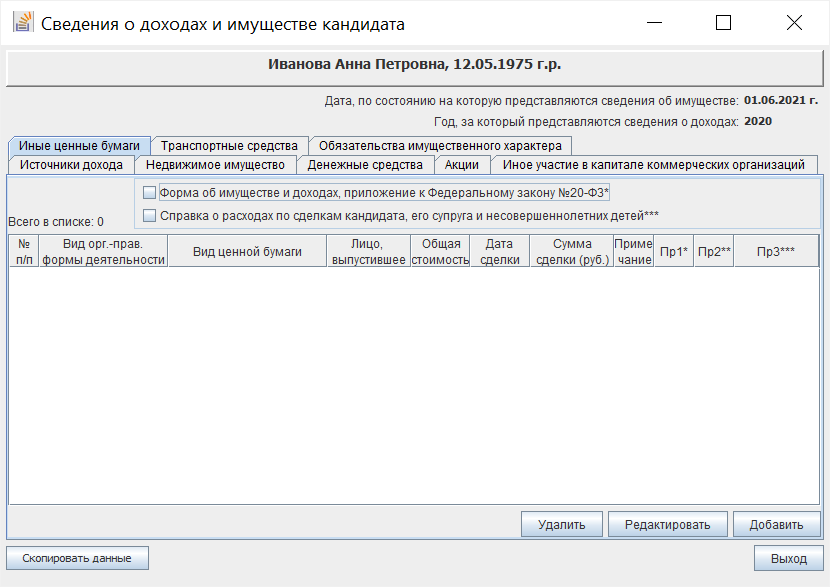 Сведения о доходах и имуществе кандидата
Иванова Анна Петровна, 12.05.1975 г.р.
Дата, по состоянию на которую представляются сведения об имуществе: 01.06.2021 г.
Год, за который представляются сведения о доходах: 2020
Иные ценные бумаги Транспортные средства Обязательства имущественного характера
Источники дохода Недвижимое имущество Денежные средства Акции Иное участие в капитале коммерческих организаций
Форма об имуществе и доходах, приложение к Федеральному закону №20-ФЗ*
Справка о расходах по сделкам кандидата, его супруга и несовершеннолетних детей***
Всего в списке: 0
№ п/п
Вид орг.-прав. формы деятельности
Вид ценной бумаги
Лицо, выпустившее
Общая стоимость
Дата сделки
Сумма сделки (руб.)
Приме чание
Пр1*
Пр2**
Пр3***
Удалить Редактировать Добавить
Скопировать данные Выход